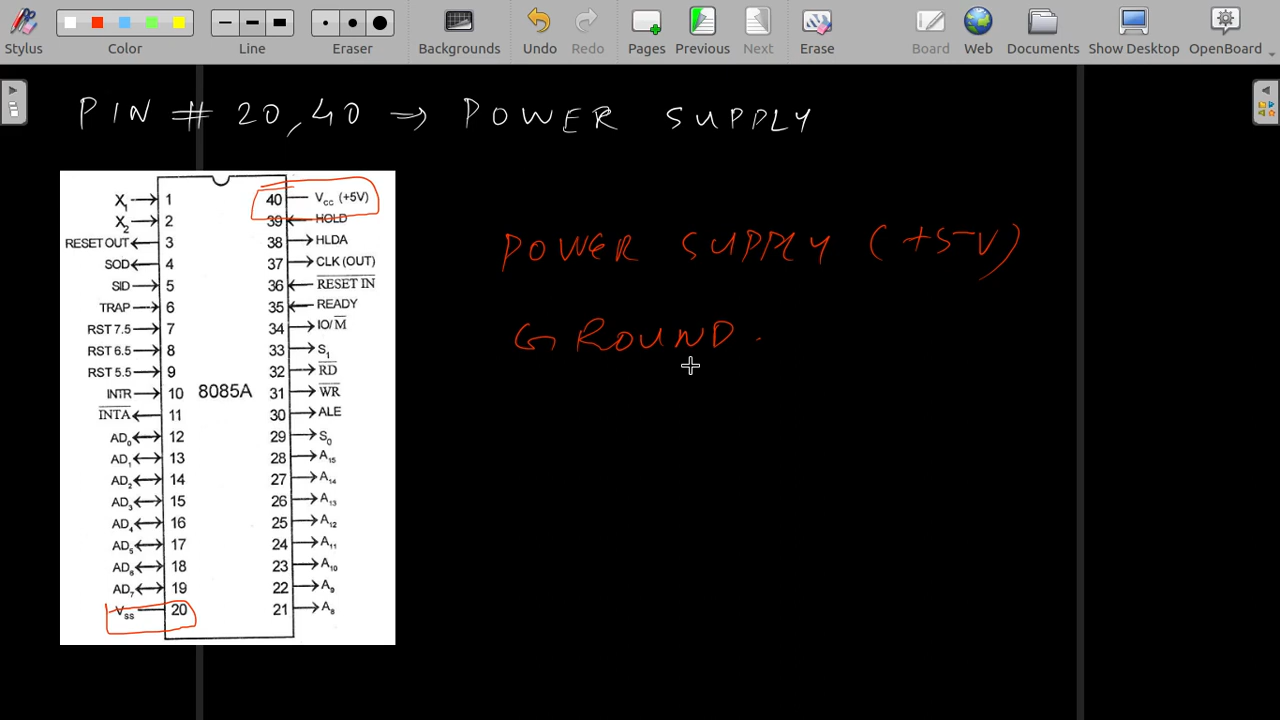 Stylus Color Line Eraser Backgrounds Undo Redo Pages Previous Next Erase Board Web Documents Show Desktop OpenBoard
PIN # 20,40 → POWER SUPPLY
X1 1 40 Vcc (+5V)
X2 2 39 HOLD
RESET OUT 3 38 HLDA
SOD 4 37 CLK (OUT)
SID 5 36 RESET IN
TRAP 6 35 READY
RST 7.5 7 34 IO/M
RST 6.5 8 33 S1
RST 5.5 9 32 RD
INTR 10 31 WR
INTA 11 30 ALE
AD0 12 29 S0
AD1 13 28 A15
AD2 14 27 A14
AD3 15 26 A13
AD4 16 25 A12
AD5 17 24 A11
AD6 18 23 A10
AD7 19 22 A9
Vss 20 21 A8
8085A
POWER SUPPLY (+5V)
GROUND.